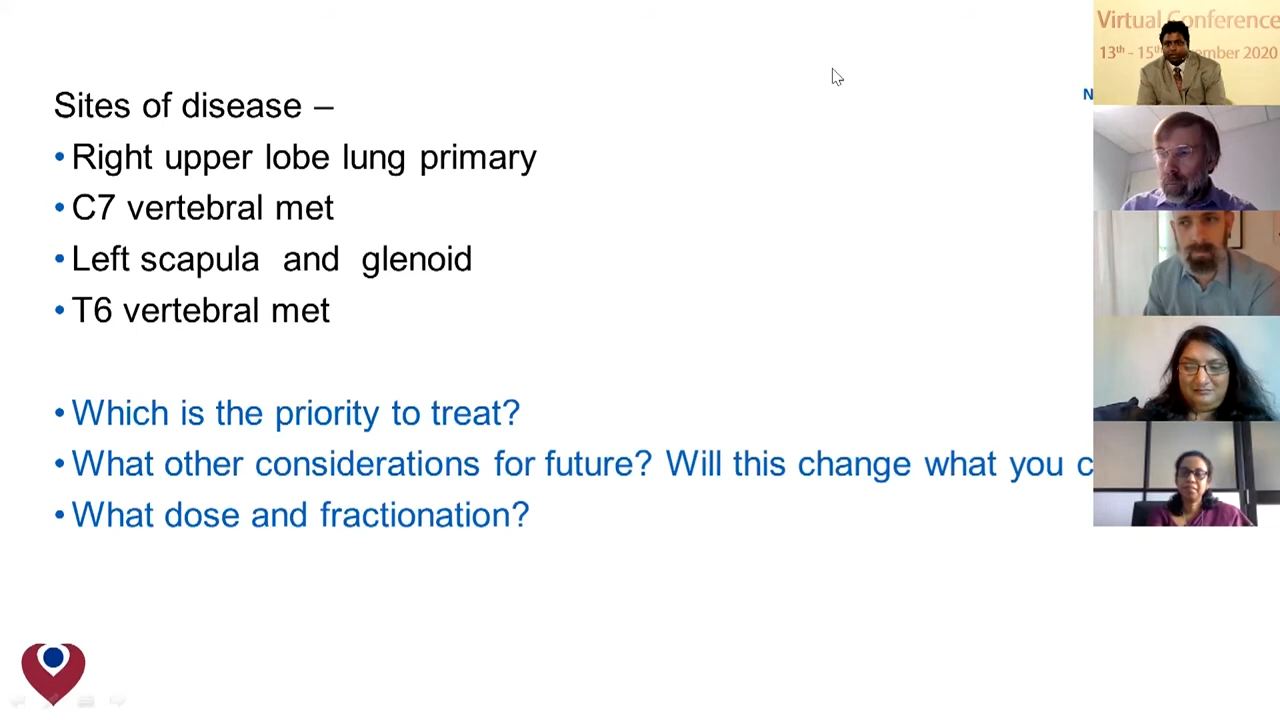 Sites of disease –
• Right upper lobe lung primary
• C7 vertebral met
• Left scapula and glenoid
• T6 vertebral met
• Which is the priority to treat?
• What other considerations for future? Will this change what you c
• What dose and fractionation?
N
Virtual Conference
13th - 15th 2020